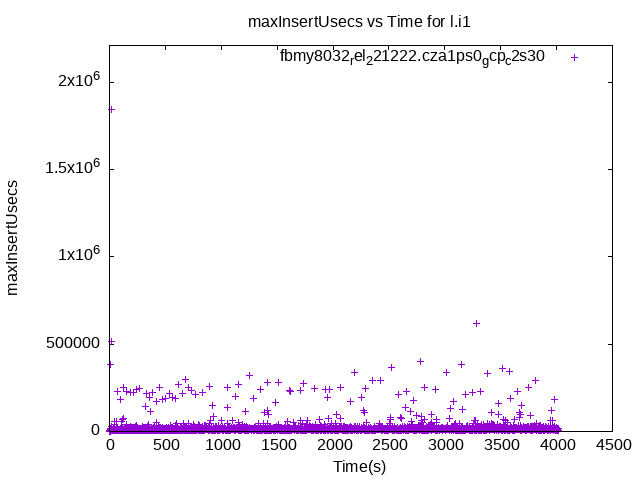 maxInsertUsecs vs Time for l.i1
fbmy8032_rel_221222.cza1ps0_gcp_c2s30
2x10^6
1.5x10^6
1x10^6
500000
0
maxInsertUsecs
0 500 1000 1500 2000 2500 3000 3500 4000 4500
Time(s)